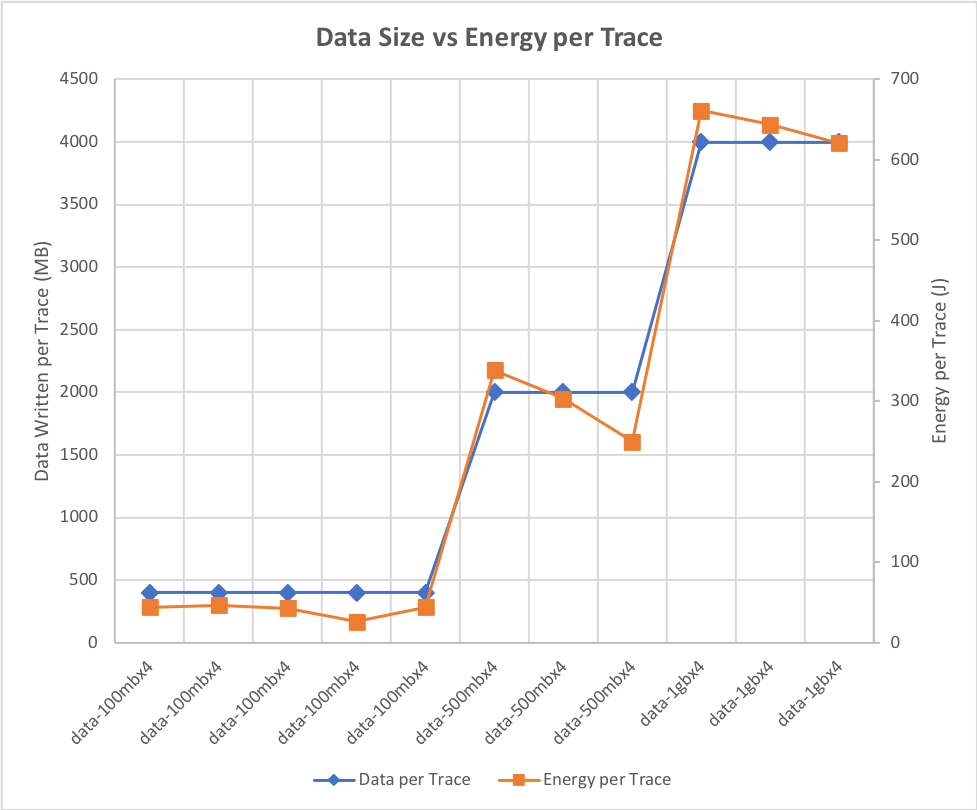 Data Size vs Energy per Trace
4500
4000
3500
3000
2500
2000
1500
1000
500
0
Data Written per Trace (MB)
700
600
500
400
300
200
100
0
Energy per Trace (J)
data-100mbx4
data-100mbx4
data-100mbx4
data-100mbx4
data-100mbx4
data-500mbx4
data-500mbx4
data-500mbx4
data-1gbx4
data-1gbx4
data-1gbx4
Data per Trace
Energy per Trace